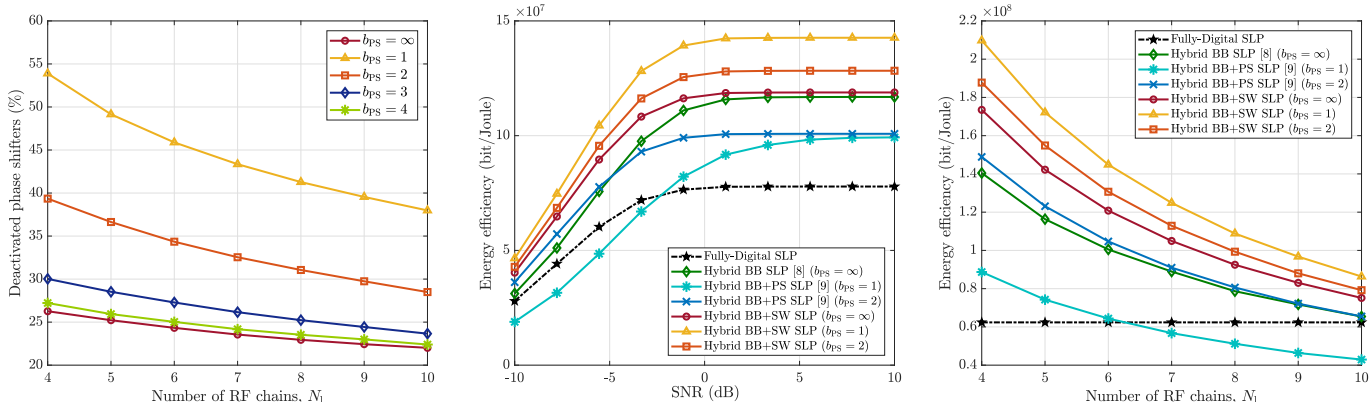 60
55
50
45
40
35
30
25
20
4 5 6 7 8 9 10
Deactivated phase shifters (%)
Number of RF chains, N_l
b_PS = ∞
b_PS = 1
b_PS = 2
b_PS = 3
b_PS = 4
15 ×10^7
10
5
0
-10 -5 0 5 10
Energy efficiency (bit/Joule)
SNR (dB)
Fully-Digital SLP
Hybrid BB SLP [8] (b_PS = ∞)
Hybrid BB+PS SLP [9] (b_PS = 1)
Hybrid BB+PS SLP [9] (b_PS = 2)
Hybrid BB+SW SLP (b_PS = ∞)
Hybrid BB+SW SLP (b_PS = 1)
Hybrid BB+SW SLP (b_PS = 2)
2.2 ×10^8
2
1.8
1.6
1.4
1.2
1
0.8
0.6
0.4
4 5 6 7 8 9 10
Energy efficiency (bit/Joule)
Number of RF chains, N_l
Fully-Digital SLP
Hybrid BB SLP [8] (b_PS = ∞)
Hybrid BB+PS SLP [9] (b_PS = 1)
Hybrid BB+PS SLP [9] (b_PS = 2)
Hybrid BB+SW SLP (b_PS = ∞)
Hybrid BB+SW SLP (b_PS = 1)
Hybrid BB+SW SLP (b_PS = 2)